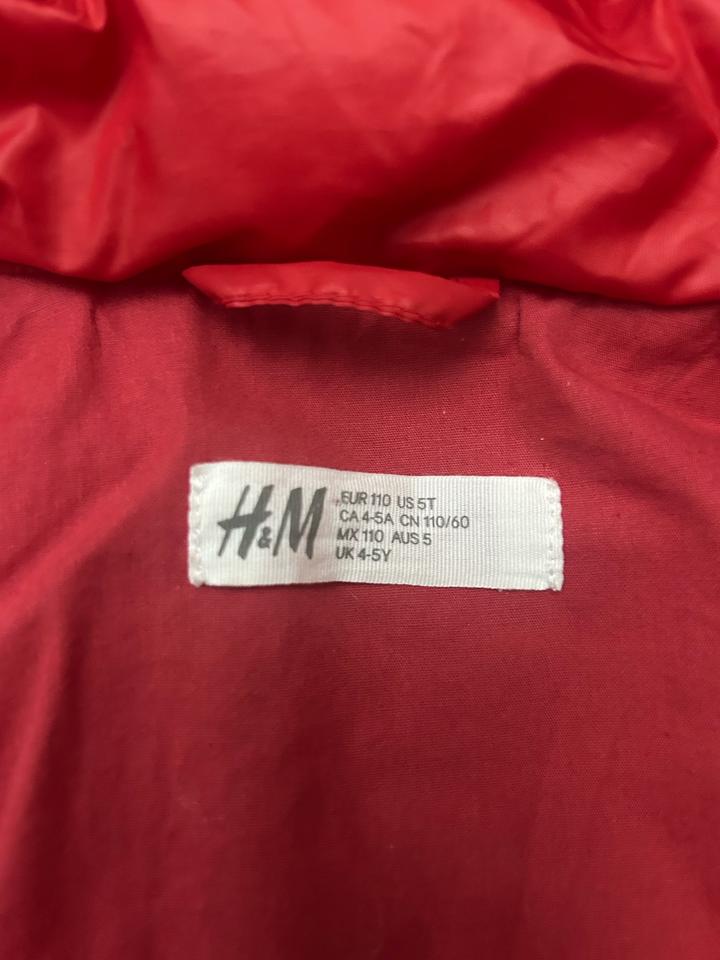 H&M
EUR 110 US 5T
CA 4-5A CN 110/60
MX 110 AUS 5
UK 4-5Y